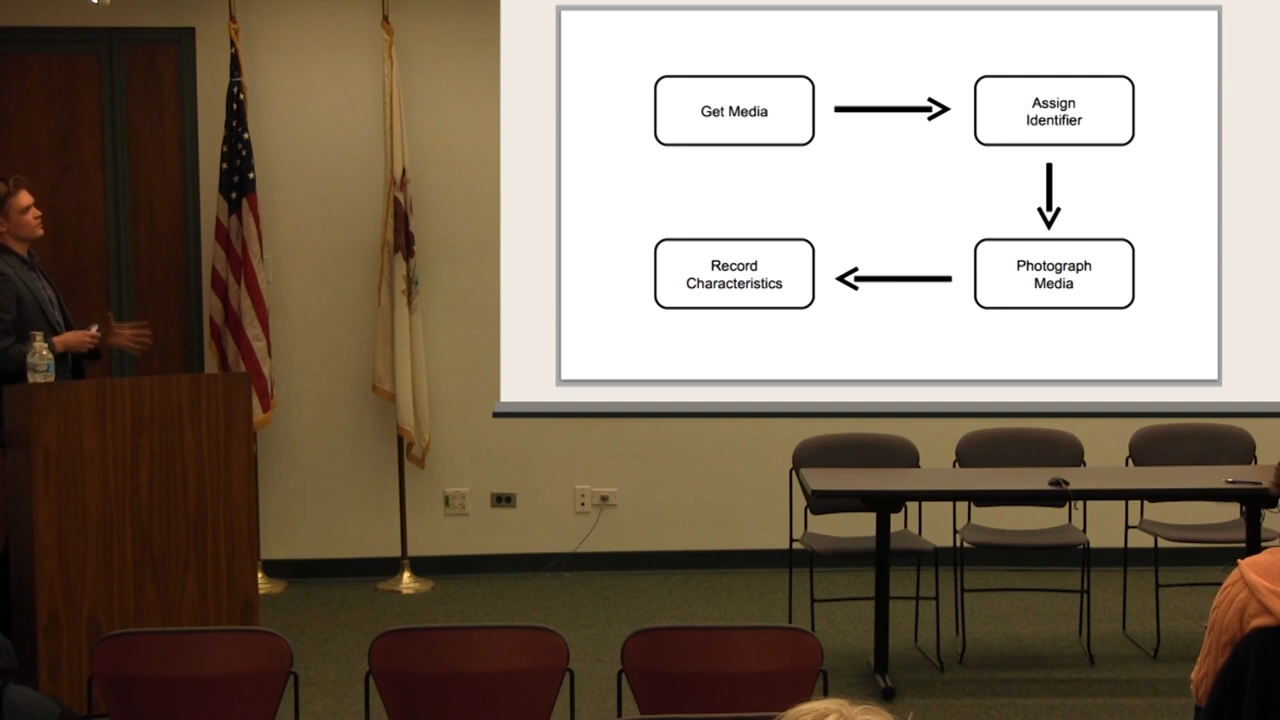 Get Media
Assign
Identifier
Photograph
Media
Record
Characteristics